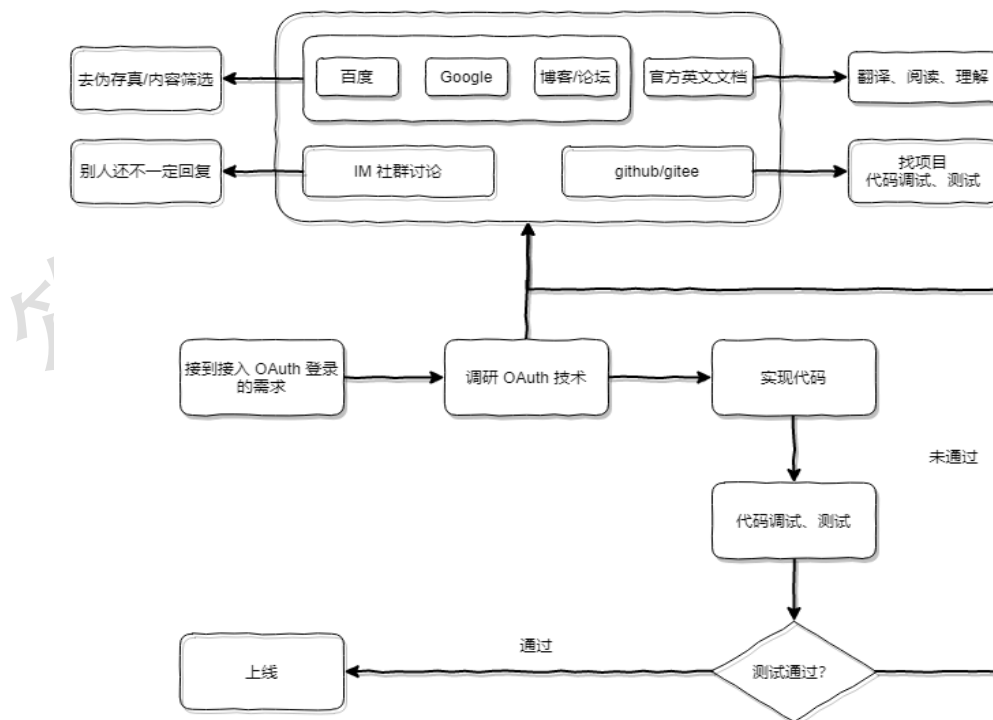 去伪存真/内容筛选
百度
Google
博客/论坛
官方英文文档
翻译、阅读、理解
别人还不一定回复
IM 社群讨论
github/gitee
找项目
代码调试、测试
接到接入 OAuth 登录
的需求
调研 OAuth 技术
实现代码
未通过
代码调试、测试
通过
上线
测试通过?